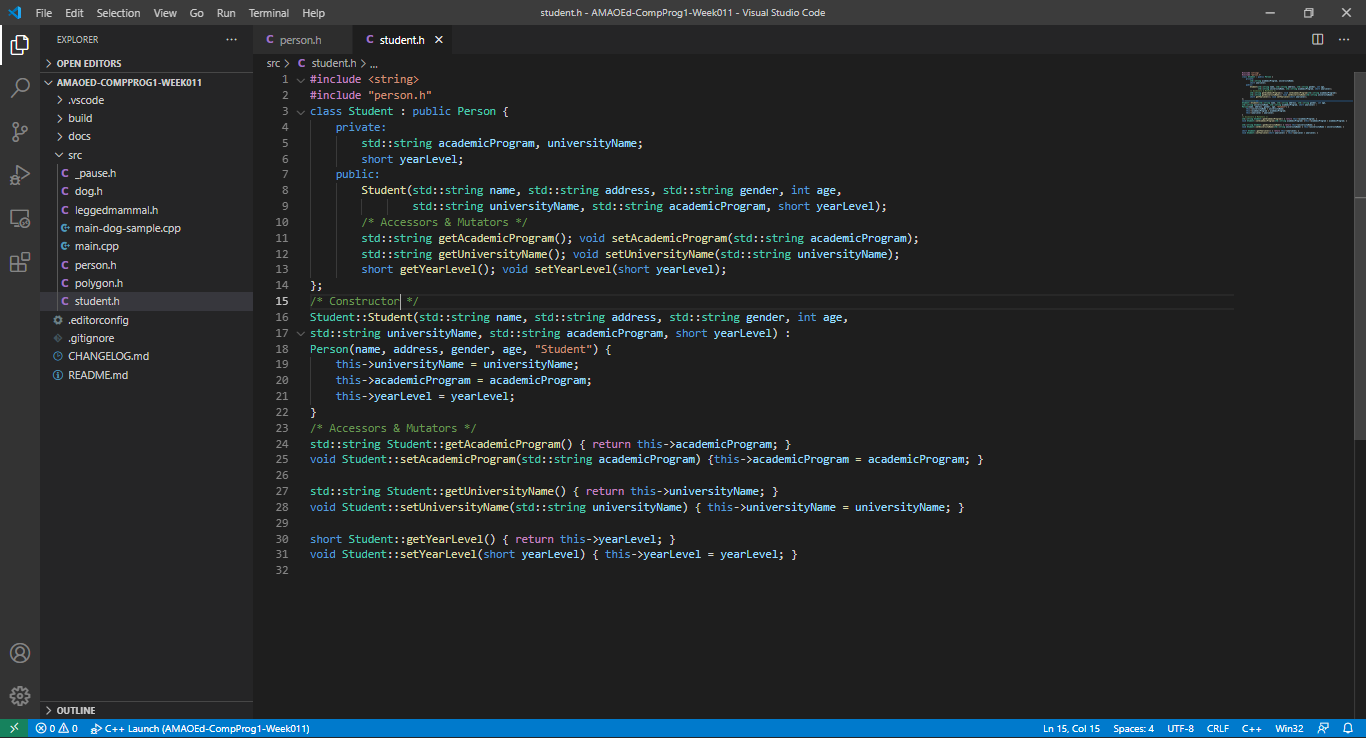 File Edit Selection View Go Run Terminal Help
student.h - AMAOEd-CompProg1-Week011 - Visual Studio Code
EXPLORER
OPEN EDITORS
AMAOED-COMPPROG1-WEEK011
.vscode
build
docs
src
C _pause.h
C dog.h
C leggedmammal.h
main-dog-sample.cpp
main.cpp
C person.h
C polygon.h
C student.h
.editorconfig
.gitignore
CHANGELOG.md
README.md
OUTLINE
C person.h C student.h
src > C student.h > ...
1 #include <string>
2 #include "person.h"
3 class Student : public Person {
4 private:
5 std::string academicProgram, universityName;
6 short yearLevel;
7 public:
8 Student(std::string name, std::string address, std::string gender, int age,
9 std::string universityName, std::string academicProgram, short yearLevel);
10 /* Accessors & Mutators */
11 std::string getAcademicProgram(); void setAcademicProgram(std::string academicProgram);
12 std::string getUniversityName(); void setUniversityName(std::string universityName);
13 short getYearLevel(); void setYearLevel(short yearLevel);
14 };
15 /* Constructor */
16 Student::Student(std::string name, std::string address, std::string gender, int age,
17 std::string universityName, std::string academicProgram, short yearLevel) :
18 Person(name, address, gender, age, "Student") {
19 this->universityName = universityName;
20 this->academicProgram = academicProgram;
21 this->yearLevel = yearLevel;
22 }
23 /* Accessors & Mutators */
24 std::string Student::getAcademicProgram() { return this->academicProgram; }
25 void Student::setAcademicProgram(std::string academicProgram) {this->academicProgram = academicProgram; }
26
27 std::string Student::getUniversityName() { return this->universityName; }
28 void Student::setUniversityName(std::string universityName) { this->universityName = universityName; }
29
30 short Student::getYearLevel() { return this->yearLevel; }
31 void Student::setYearLevel(short yearLevel) { this->yearLevel = yearLevel; }
32
0 0 C++ Launch (AMAOEd-CompProg1-Week011) Ln 15, Col 15 Spaces: 4 UTF-8 CRLF C++ Win32